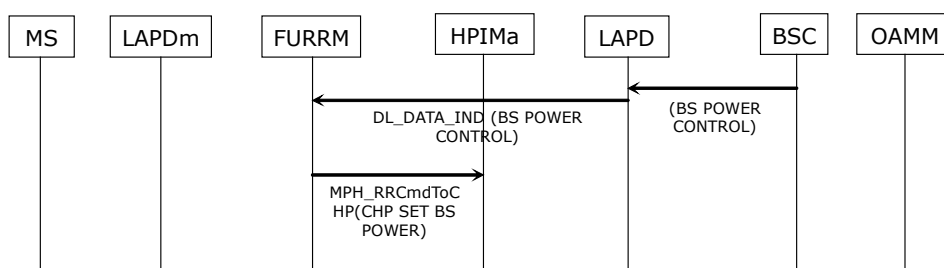 MS
LAPDm
FURRM
HPIMa
LAPD
BSC
OAMM
DL_DATA_IND (BS POWER
CONTROL)
(BS POWER
CONTROL)
MPH_RRCmdToC
HP(CHP SET BS
POWER)